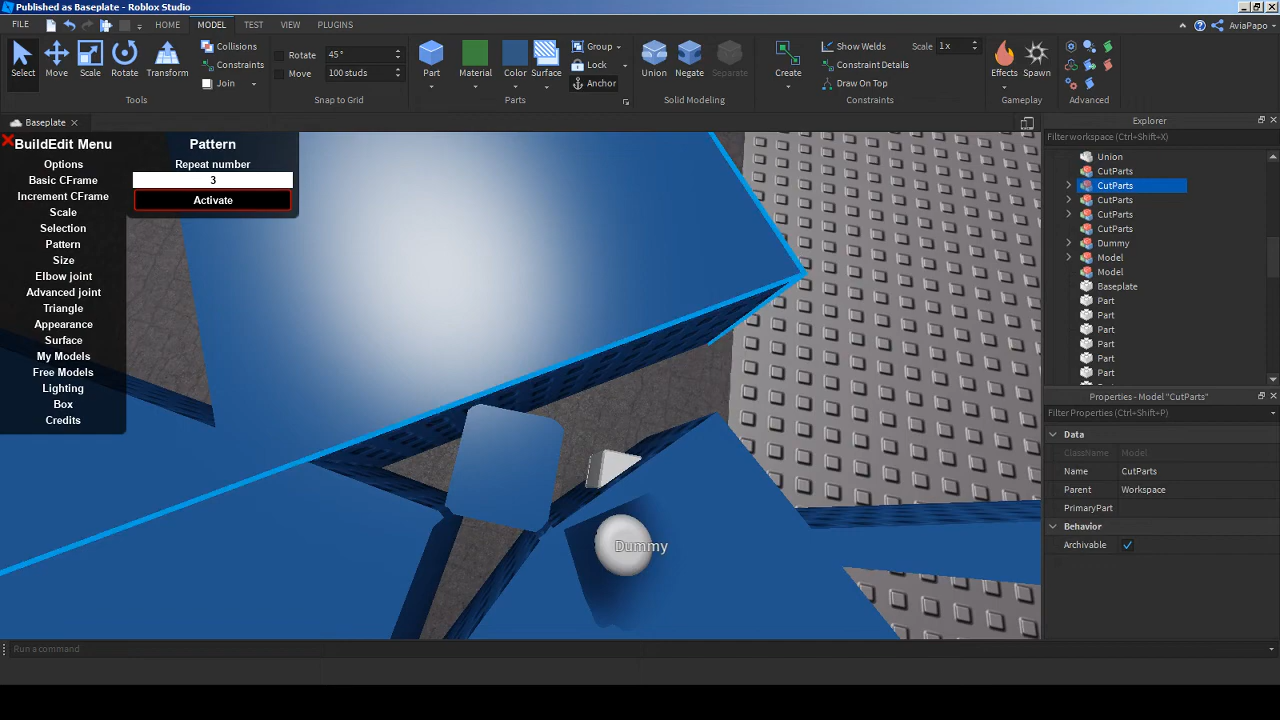 Published as Baseplate - Roblox Studio
FILE
HOME
MODEL
TEST
VIEW
PLUGINS
AviaPapo
Select
Move
Scale
Rotate
Transform
Collisions
Constraints
Join
Tools
Rotate
45°
Move
100 studs
Snap to Grid
Part
Material
Color
Surface
Group
Lock
Anchor
Parts
Union
Negate
Separate
Solid Modeling
Create
Show Welds
Scale
1 x
Constraint Details
Draw On Top
Constraints
Effects
Spawn
Gameplay
Advanced
Baseplate
BuildEdit Menu
Options
Basic CFrame
Increment CFrame
Scale
Selection
Pattern
Size
Elbow joint
Advanced joint
Triangle
Appearance
Surface
My Models
Free Models
Lighting
Box
Credits
Pattern
Repeat number
3
Activate
Dummy
Explorer
Filter workspace (Ctrl+Shift+X)
Union
CutParts
CutParts
CutParts
CutParts
CutParts
Dummy
Model
Model
Baseplate
Part
Part
Part
Part
Part
Part
Properties - Model "CutParts"
Filter Properties (Ctrl+Shift+P)
Data
ClassName
Model
Name
CutParts
Parent
Workspace
PrimaryPart
Behavior
Archivable
Run a command